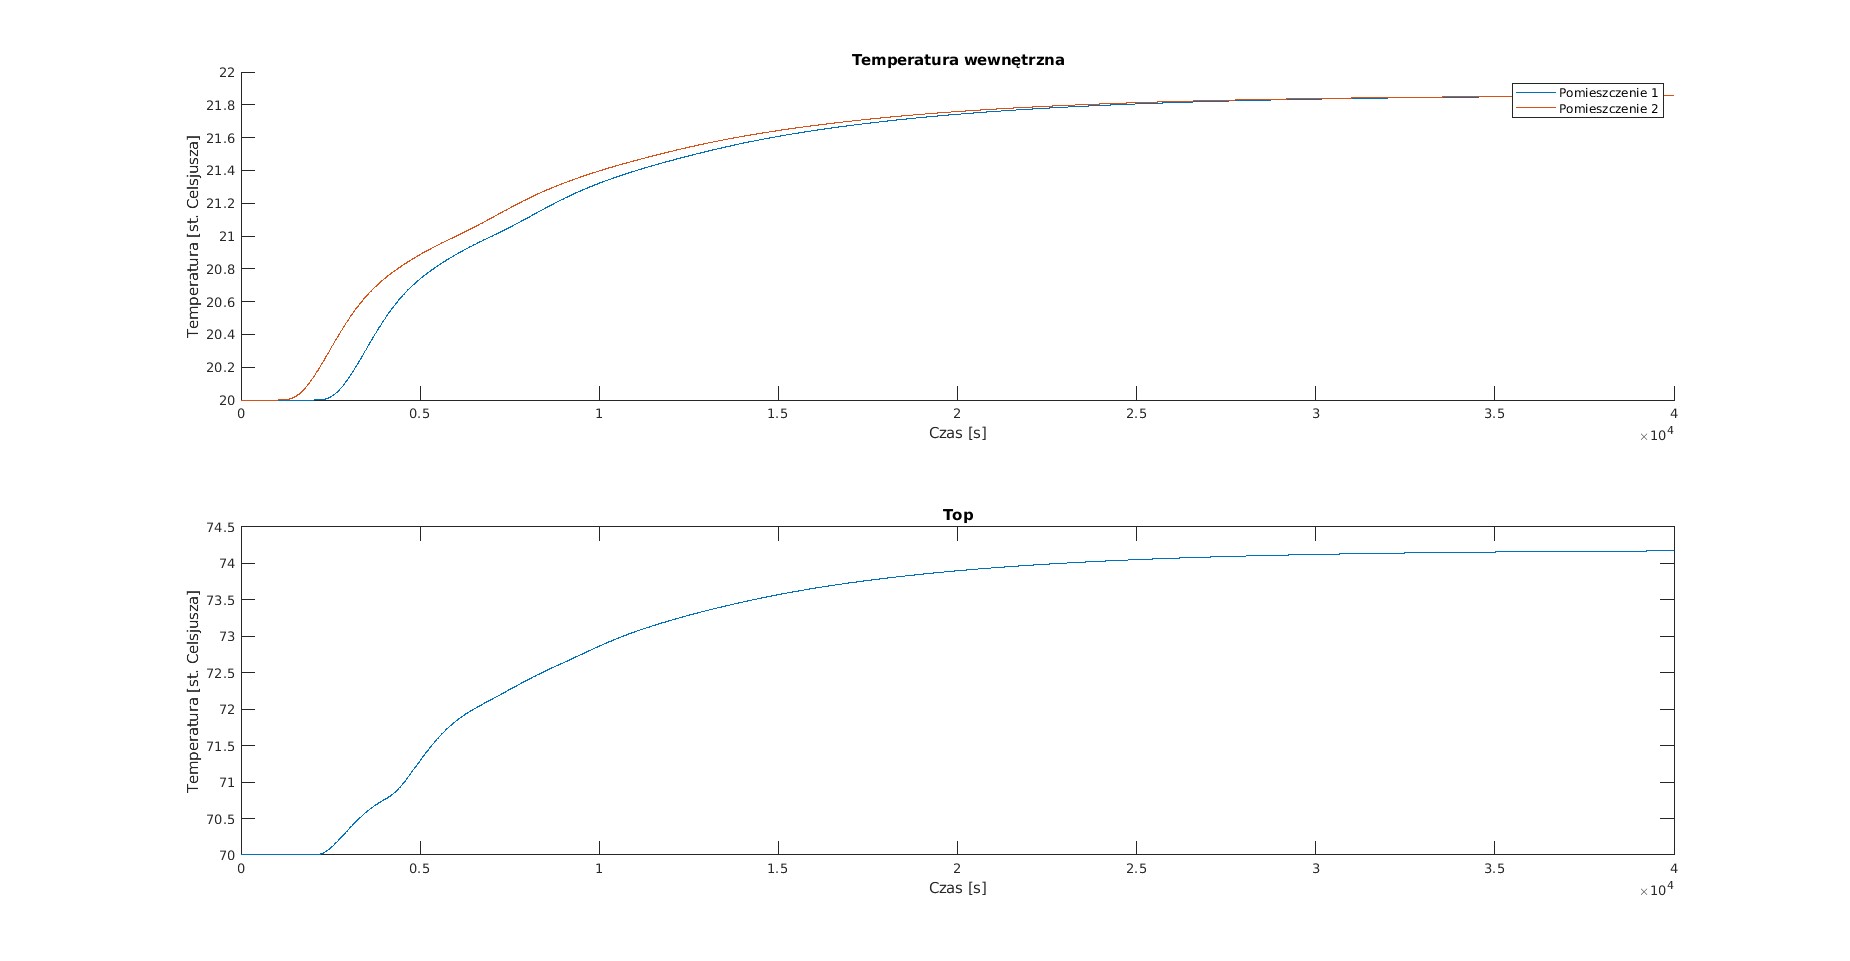 Temperatura wewnętrzna
Temperatura [st. Celsjusza]
22
21.8
21.6
21.4
21.2
21
20.8
20.6
20.4
20.2
20
Pomieszczenie 1
Pomieszczenie 2
0 0.5 1 1.5 2 2.5 3 3.5 4
Czas [s]
×10⁴
Top
Temperatura [st. Celsjusza]
74.5
74
73.5
73
72.5
72
71.5
71
70.5
70
0 0.5 1 1.5 2 2.5 3 3.5 4
Czas [s]
×10⁴